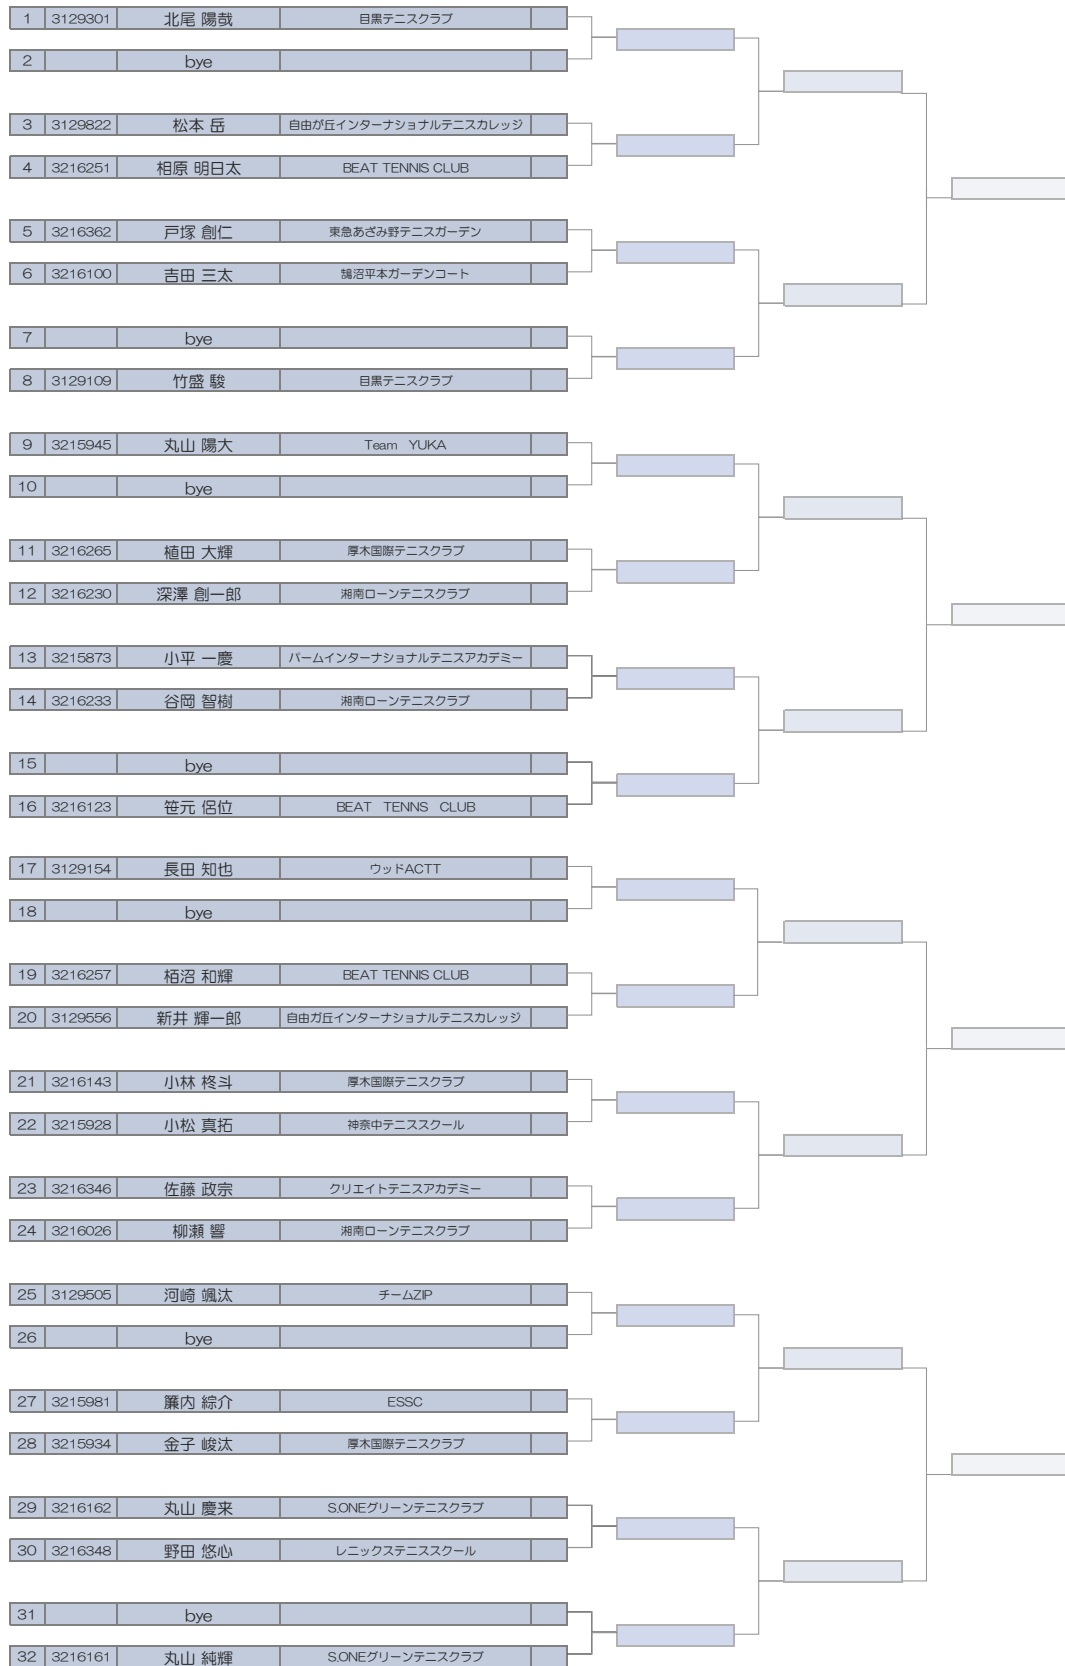 1 3129301 北尾 陽哉 目黒テニスクラブ
2 bye
3 3129822 松本 岳 自由が丘インターナショナルテニスカレッジ
4 3216251 相原 明日太 BEAT TENNIS CLUB
5 3216362 戸塚 創仁 東急あざみ野テニスガーデン
6 3216100 吉田 三太 鵠沼平本ガーデンコート
7 bye
8 3129109 竹盛 駿 目黒テニスクラブ
9 3215945 丸山 陽大 Team　YUKA
10 bye
11 3216265 植田 大輝 厚木国際テニスクラブ
12 3216230 深澤 創一郎 湘南ローンテニスクラブ
13 3215873 小平 一慶 パームインターナショナルテニスアカデミー
14 3216233 谷岡 智樹 湘南ローンテニスクラブ
15 bye
16 3216123 笹元 侶位 BEAT　TENNS　CLUB
17 3129154 長田 知也 ウッドACTT
18 bye
19 3216257 栢沼 和輝 BEAT TENNIS CLUB
20 3129556 新井 輝一郎 自由ガ丘インターナショナルテニスカレッジ
21 3216143 小林 柊斗 厚木国際テニスクラブ
22 3215928 小松 真拓 神奈中テニススクール
23 3216346 佐藤 政宗 クリエイトテニスアカデミー
24 3216026 柳瀬 響 湘南ローンテニスクラブ
25 3129505 河崎 颯汰 チームZIP
26 bye
27 3215981 簾内 綜介 ESSC
28 3215934 金子 峻汰 厚木国際テニスクラブ
29 3216162 丸山 慶来 S.ONEグリーンテニスクラブ
30 3216348 野田 悠心 レニックステニススクール
31 bye
32 3216161 丸山 純輝 S.ONEグリーンテニスクラブ